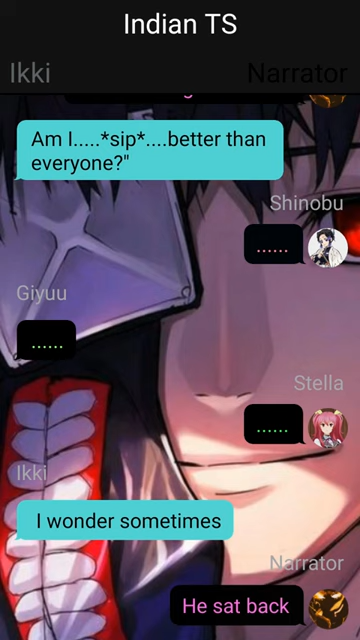 Indian TS
Ikki
Narrator
Am I.....*sip*....better than
everyone?"
Shinobu
......
Giyuu
......
Stella
......
Ikki
I wonder sometimes
Narrator
He sat back